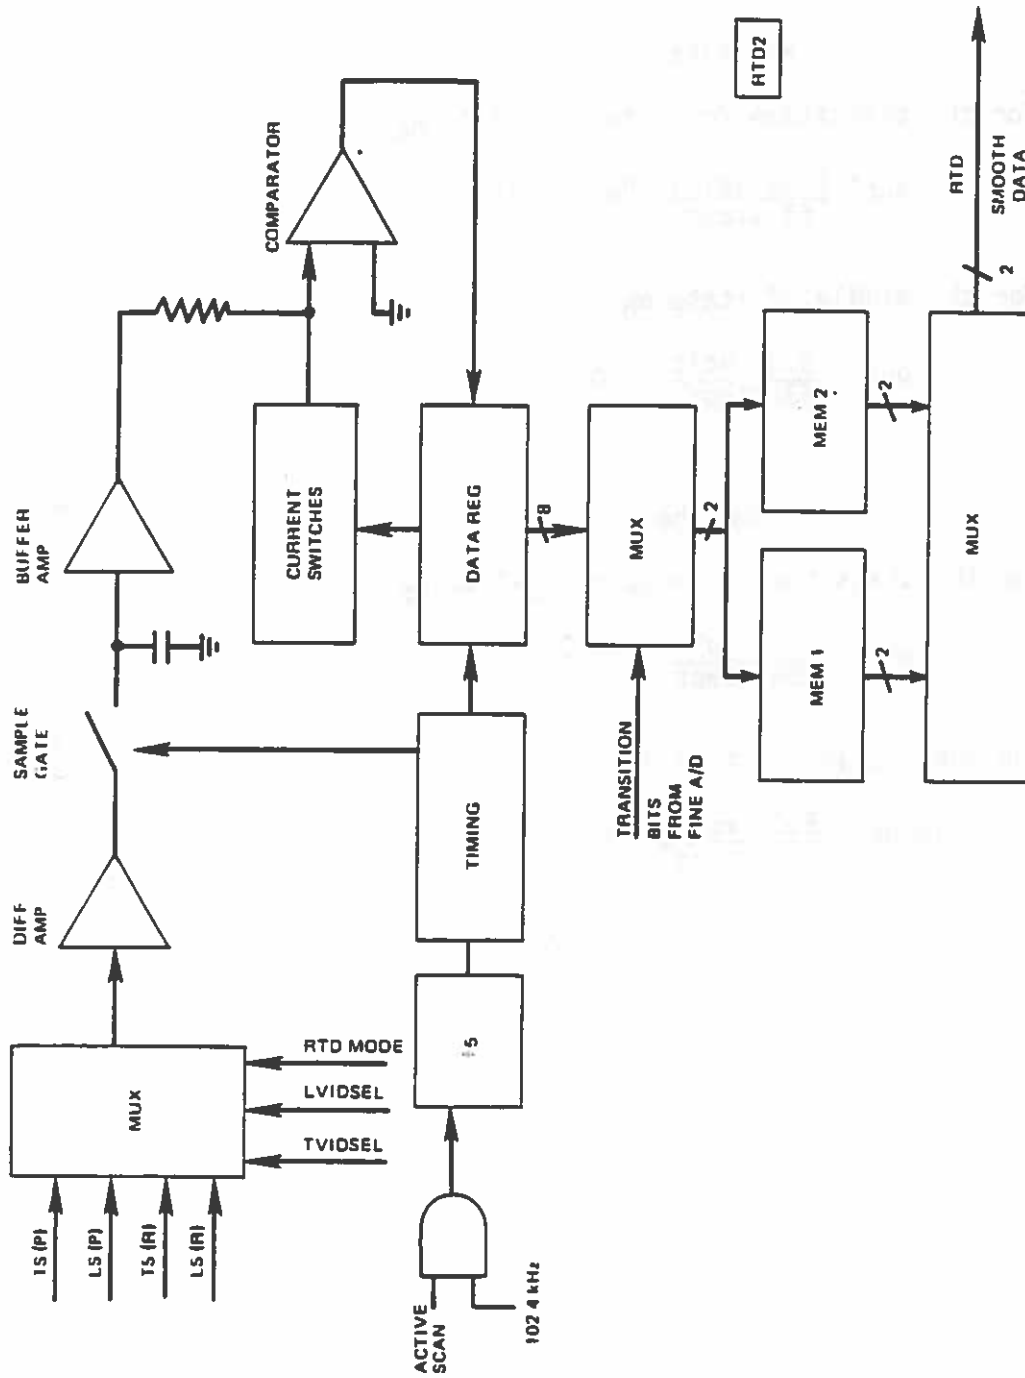 TS (P)
LS (P)
TS (R)
LS (R)
MUX
TVIDSEL
LVIDSEL
RTD MODE
DIFF
AMP
SAMPLE
GATE
BUFFER
AMP
COMPARATOR
CURRENT
SWITCHES
ACTIVE
SCAN
102.4 kHz
TIMING
DATA REG
8
TRANSITION
BITS
FROM
FINE A/D
MUX
2
MEM 1
MEM 2
2
2
MUX
2
RTD
SMOOTH
DATA
RTD2